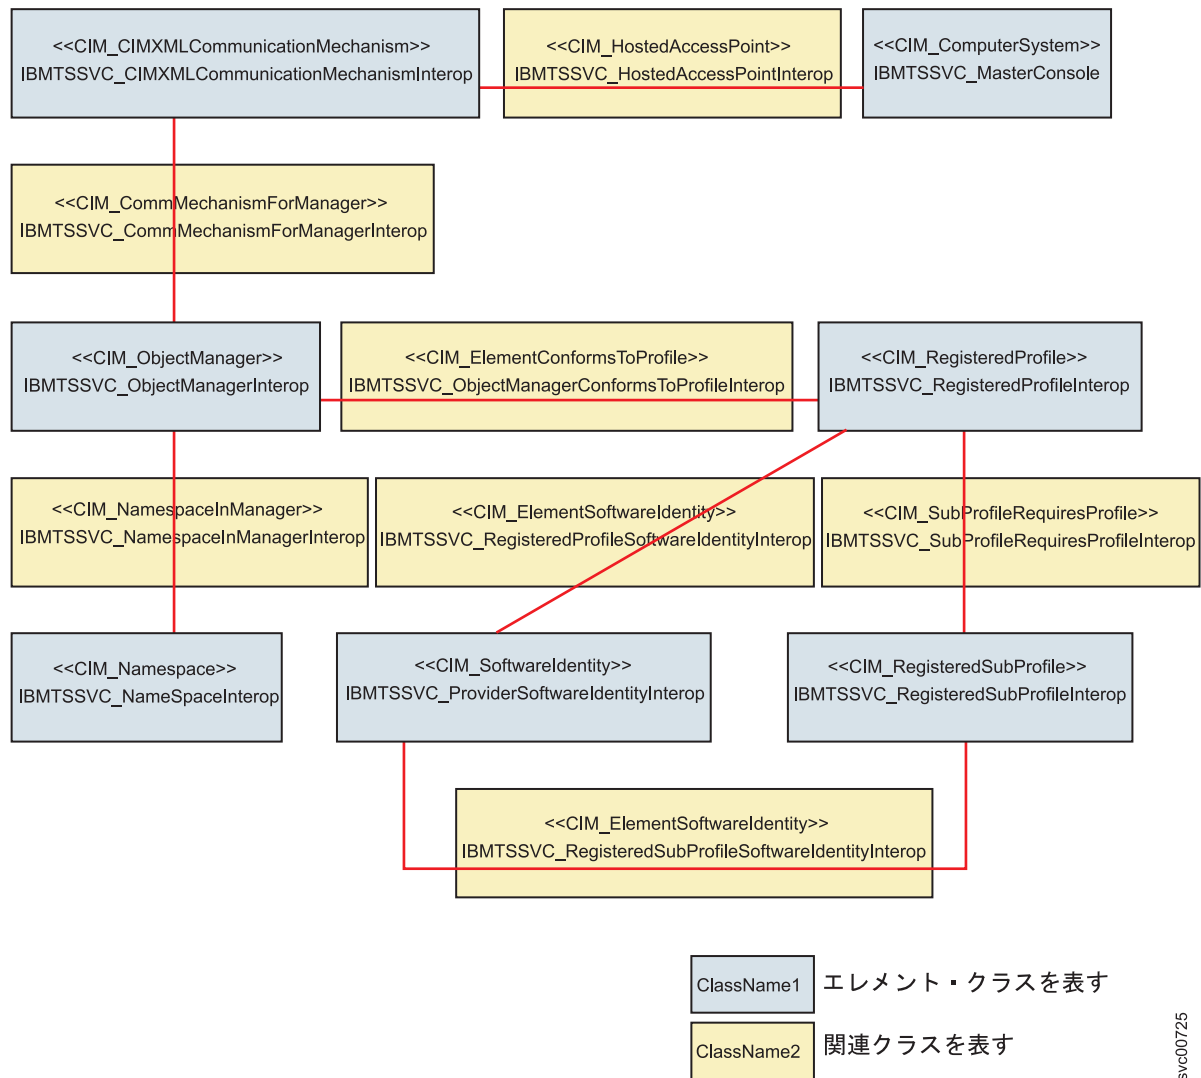 <<CIM_CIMXMLCommunicationMechanism>>
IBMTSSVC_CIMXMLCommunicationMechanismInterop
<<CIM_HostedAccessPoint>>
IBMTSSVC_HostedAccessPointInterop
<<CIM_ComputerSystem>>
IBMTSSVC_MasterConsole
<<CIM_CommMechanismForManager>>
IBMTSSVC_CommMechanismForManagerInterop
<<CIM_ObjectManager>>
IBMTSSVC_ObjectManagerInterop
<<CIM_ElementConformsToProfile>>
IBMTSSVC_ObjectManagerConformsToProfileInterop
<<CIM_RegisteredProfile>>
IBMTSSVC_RegisteredProfileInterop
<<CIM_NamespaceInManager>>
IBMTSSVC_NamespaceInManagerInterop
<<CIM_ElementSoftwareIdentity>>
IBMTSSVC_RegisteredProfileSoftwareIdentityInterop
<<CIM_SubProfileRequiresProfile>>
IBMTSSVC_SubProfileRequiresProfileInterop
<<CIM_Namespace>>
IBMTSSVC_NameSpaceInterop
<<CIM_SoftwareIdentity>>
IBMTSSVC_ProviderSoftwareIdentityInterop
<<CIM_RegisteredSubProfile>>
IBMTSSVC_RegisteredSubProfileInterop
<<CIM_ElementSoftwareIdentity>>
IBMTSSVC_RegisteredSubProfileSoftwareIdentityInterop
ClassName1
エレメント・クラスを表す
ClassName2
関連クラスを表す
svc00725